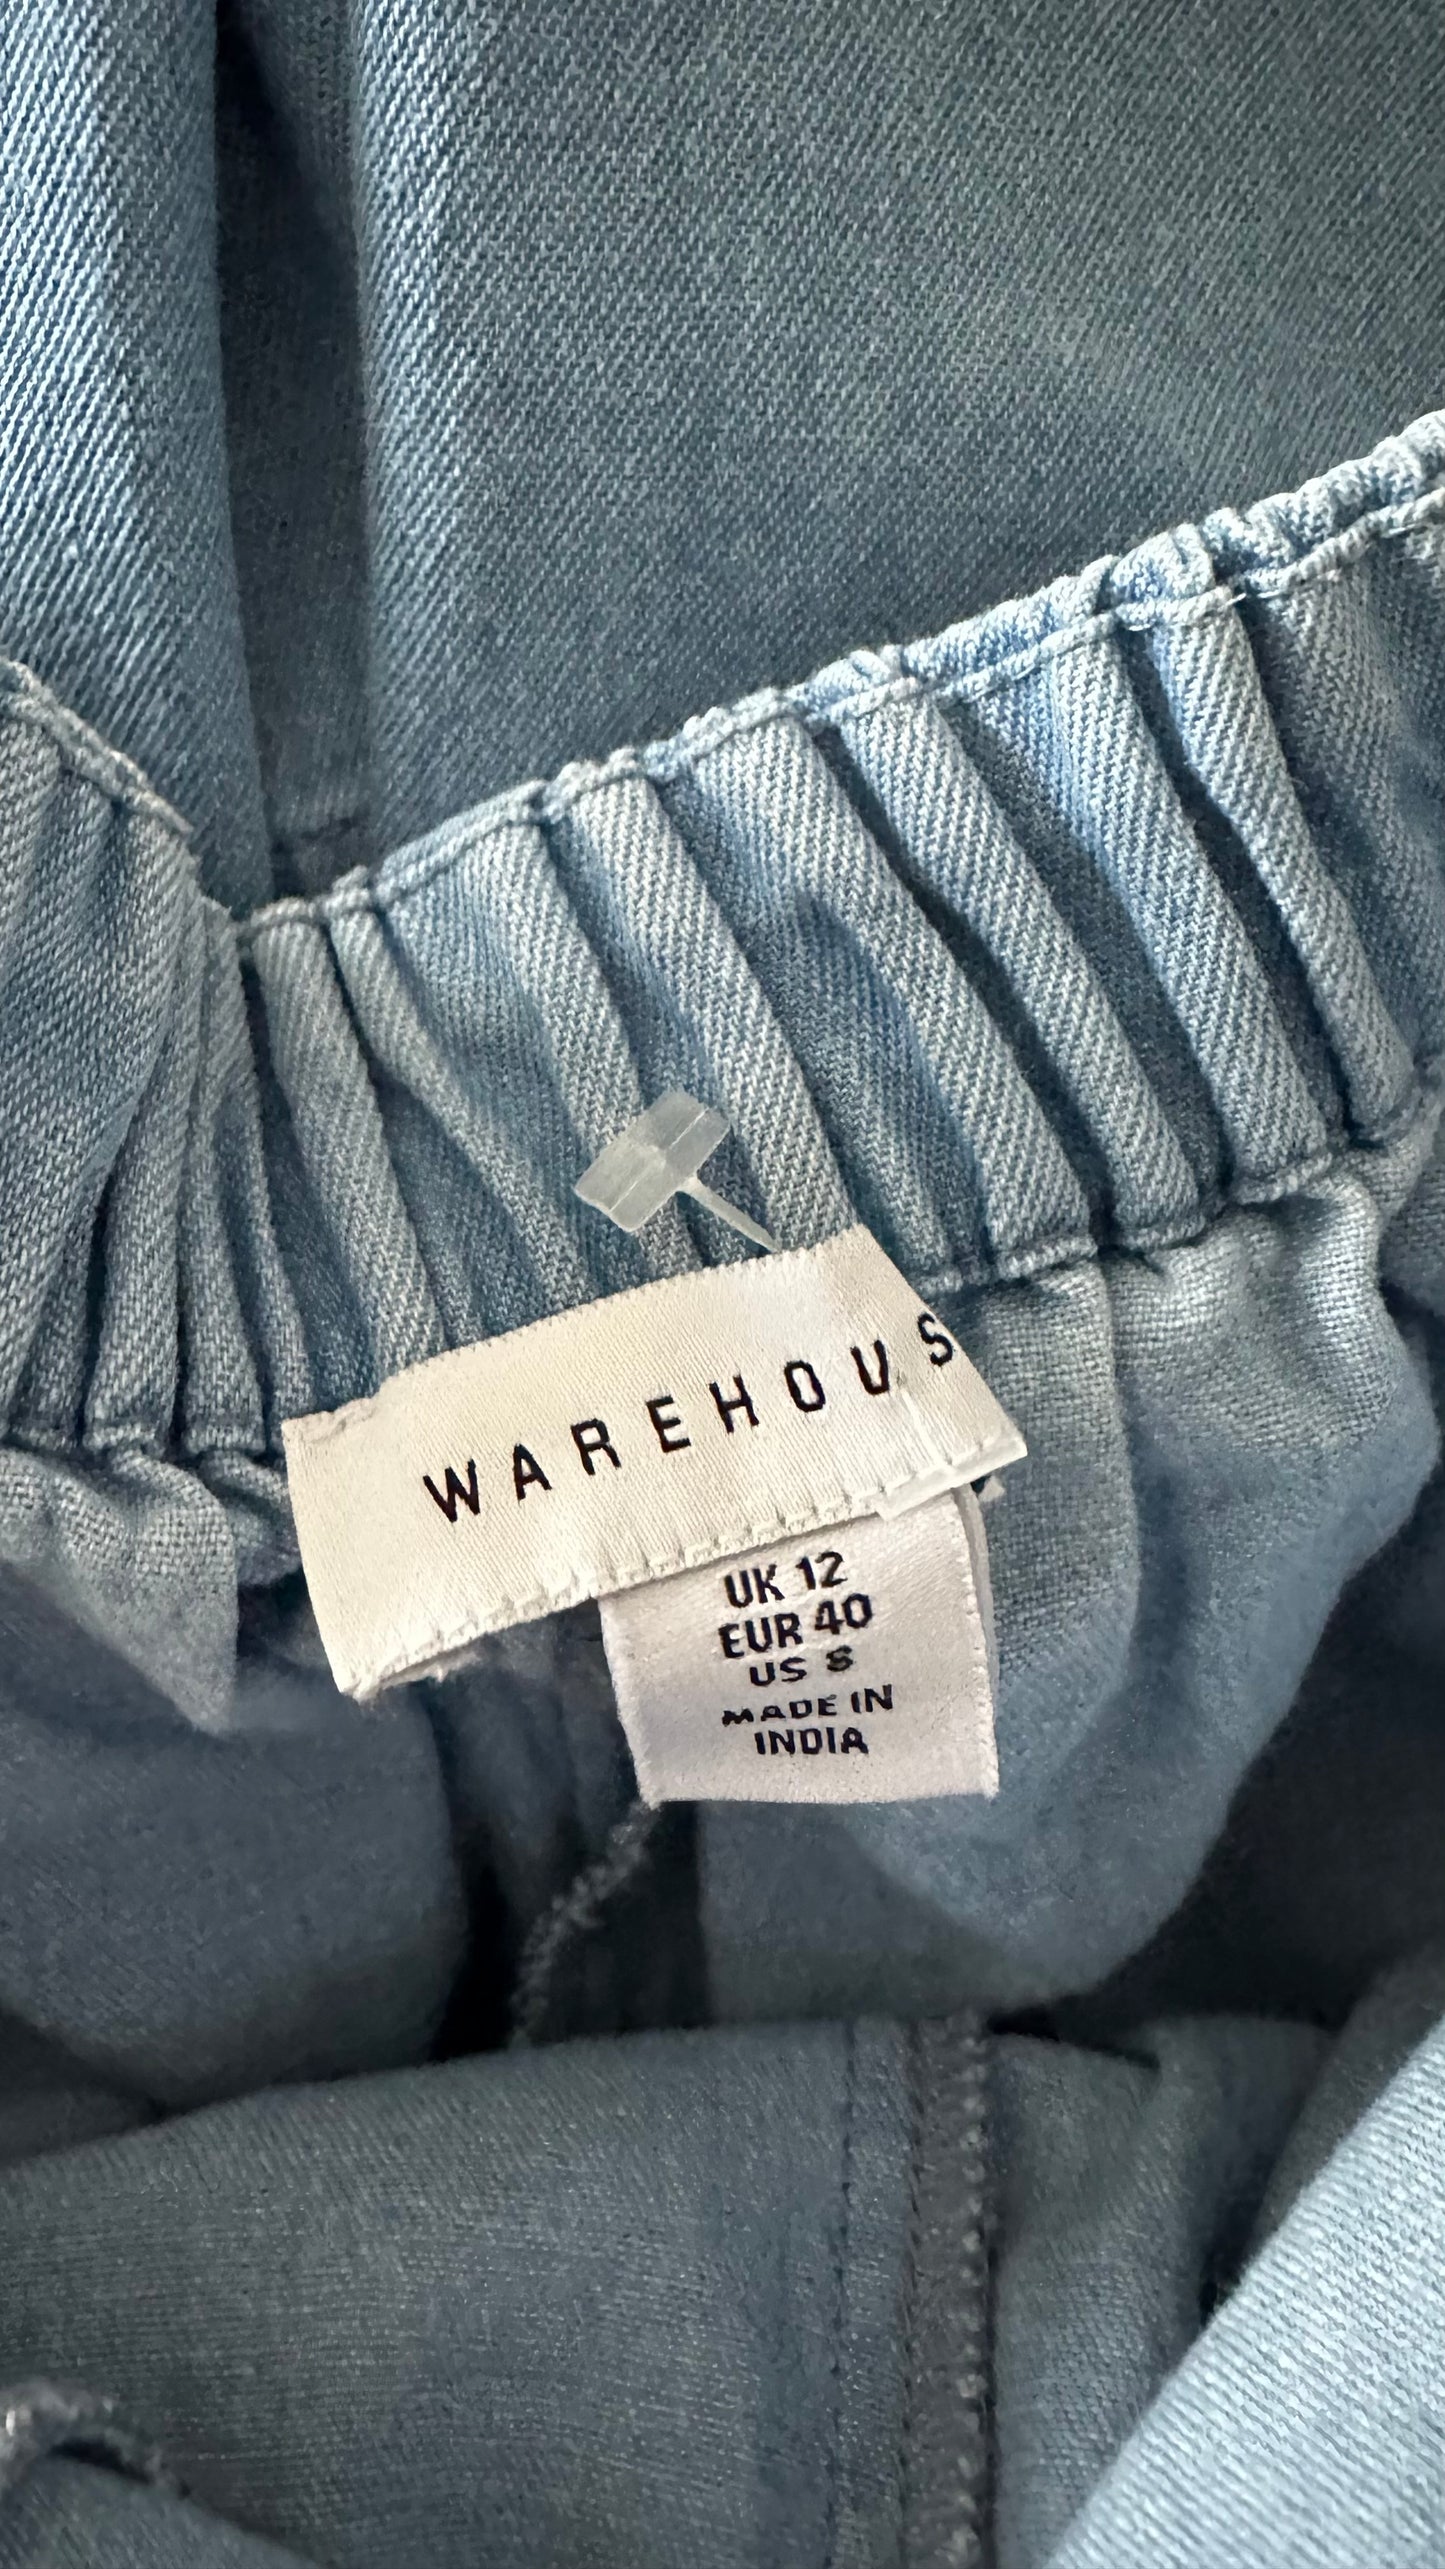 WAREHOUS
UK 12
EUR 40
US 8
MADE IN
INDIA